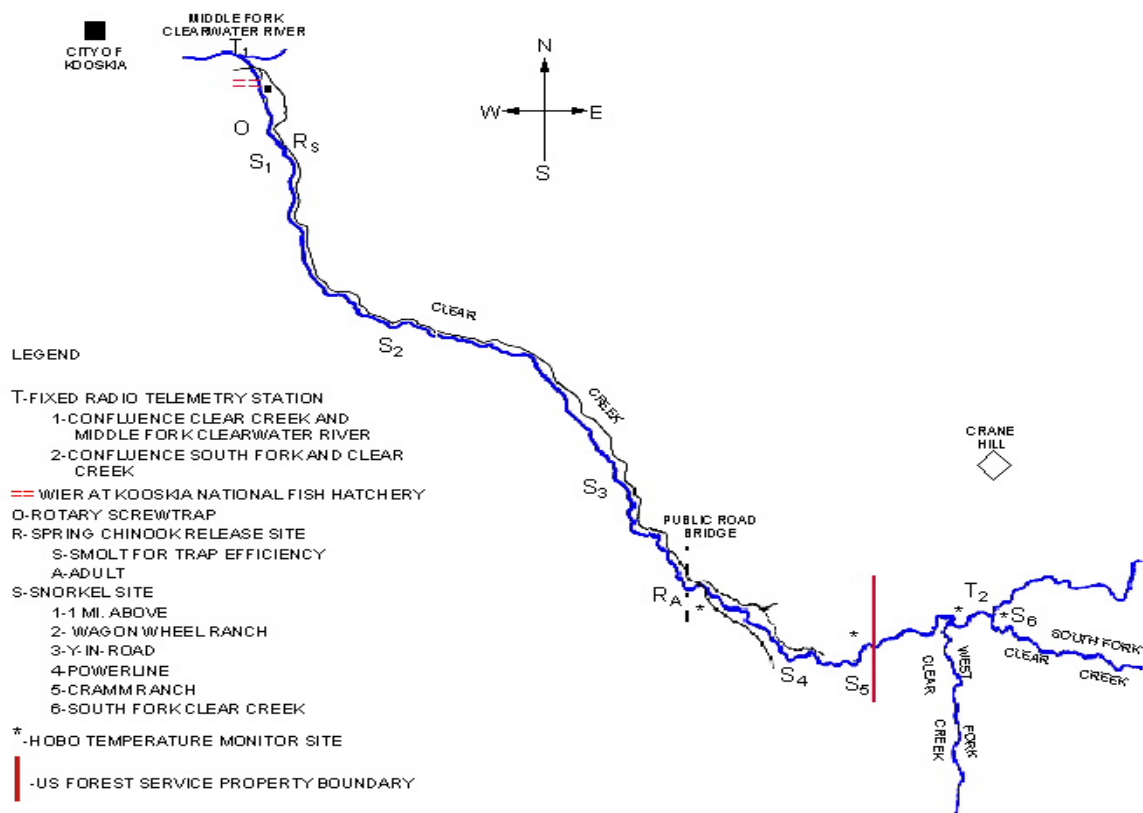 MIDDLE FORK
CLEARWATER RIVER
CITY OF
KOOSKIA
T1
N
W
E
S
O
RS
S1
CLEAR
S2
CREEK
CRANE
HILL
S3
PUBLIC ROAD
BRIDGE
RA
*
*
S4
S5
*
T2
*
S6
SOUTH FORK
CLEAR CREEK
WEST FORK
CLEAR CREEK
LEGEND
T-FIXED RADIO TELEMETRY STATION
1-CONFLUENCE CLEAR CREEK AND
MIDDLE FORK CLEARWATER RIVER
2-CONFLUENCE SOUTH FORK AND CLEAR
CREEK
== WIER AT KOOSKIA NATIONAL FISH HATCHERY
O-ROTARY SCREWTRAP
R-SPRING CHINOOK RELEASE SITE
S-SMOLT FOR TRAP EFFICIENCY
A-ADULT
S-SNORKEL SITE
1-1 MI. ABOVE
2- WAGON WHEEL RANCH
3-Y-IN-ROAD
4-POWERLINE
5-CRAMM RANCH
6-SOUTH FORK CLEAR CREEK
*-HOBO TEMPERATURE MONITOR SITE
-US FOREST SERVICE PROPERTY BOUNDARY